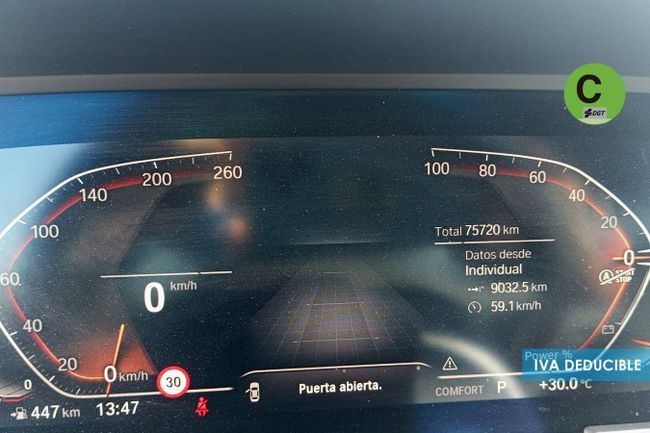 C
DGT
140
200
260
100
80
60
100
40
20
60
Total 75720 km
0
Datos desde
Individual
9032.5 km
59.1 km/h
A START
STOP
0 km/h
40
20
0 km/h
0
30
Puerta abierta.
Power %
IVA DEDUCIBLE
COMFORT P +30.0 °C
447 km 13:47